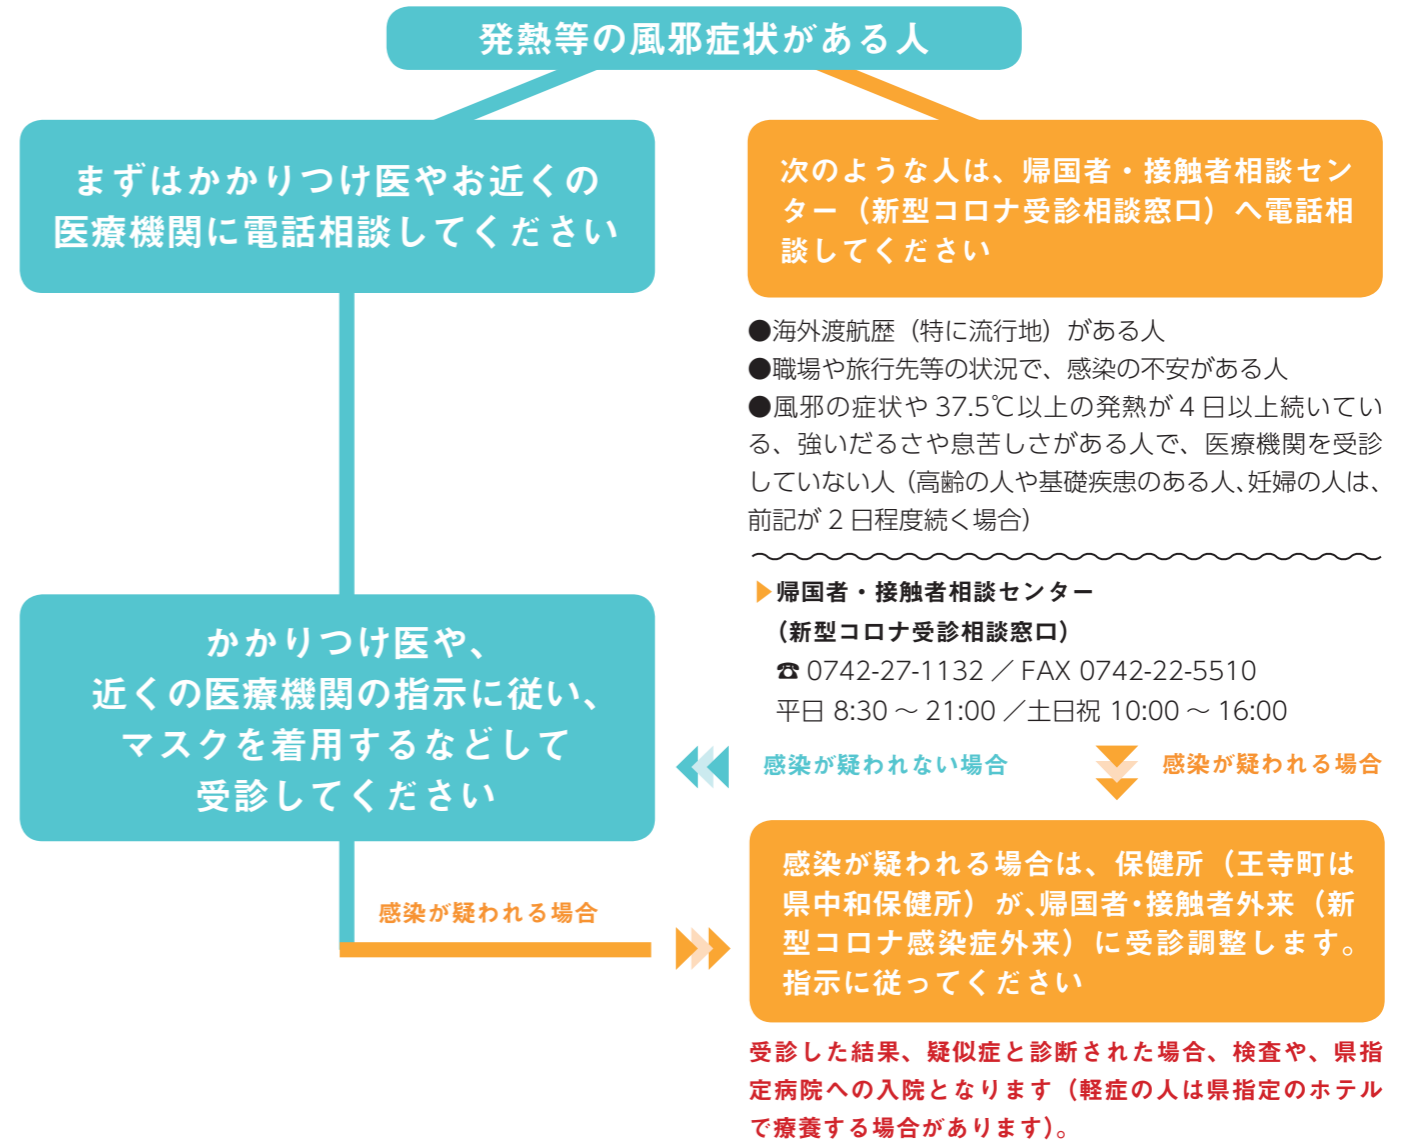 発熱等の風邪症状がある人
まずはかかりつけ医やお近くの
医療機関に電話相談してください
次のような人は、帰国者・接触者相談セン
ター（新型コロナ受診相談窓口）へ電話相
談してください
●海外渡航歴（特に流行地）がある人
●職場や旅行先等の状況で、感染の不安がある人
●風邪の症状や 37.5℃以上の発熱が 4 日以上続いてい
る、強いだるさや息苦しさがある人で、医療機関を受診
していない人（高齢の人や基礎疾患のある人、妊婦の人は、
前記が 2 日程度続く場合）
▶帰国者・接触者相談センター
（新型コロナ受診相談窓口）
☎ 0742-27-1132 ／ FAX 0742-22-5510
平日 8:30 ～ 21:00 ／土日祝 10:00 ～ 16:00
感染が疑われない場合
感染が疑われる場合
かかりつけ医や、
近くの医療機関の指示に従い、
マスクを着用するなどして
受診してください
感染が疑われる場合
感染が疑われる場合は、保健所（王寺町は
県中和保健所）が、帰国者・接触者外来（新
型コロナ感染症外来）に受診調整します。
指示に従ってください
受診した結果、疑似症と診断された場合、検査や、県指
定病院への入院となります（軽症の人は県指定のホテル
で療養する場合があります）。